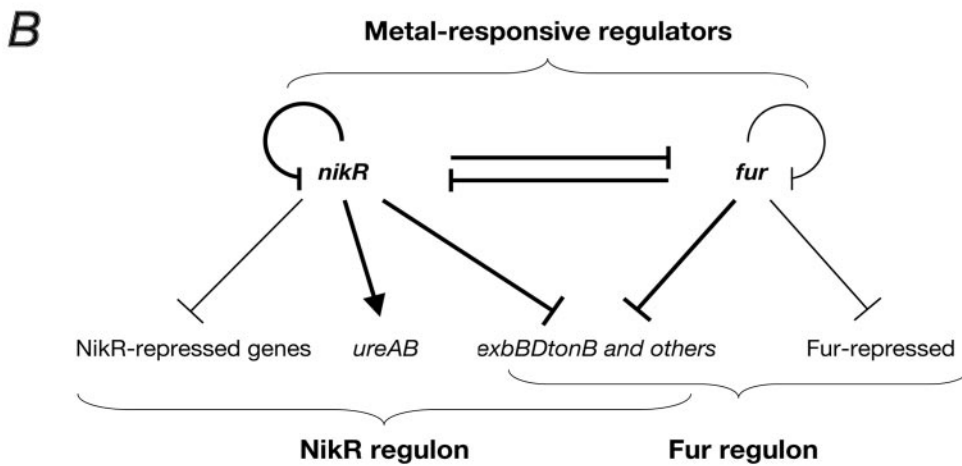 B
Metal-responsive regulators
nikR
fur
NikR-repressed genes
ureAB
exbBDtonB and others
Fur-repressed
NikR regulon
Fur regulon